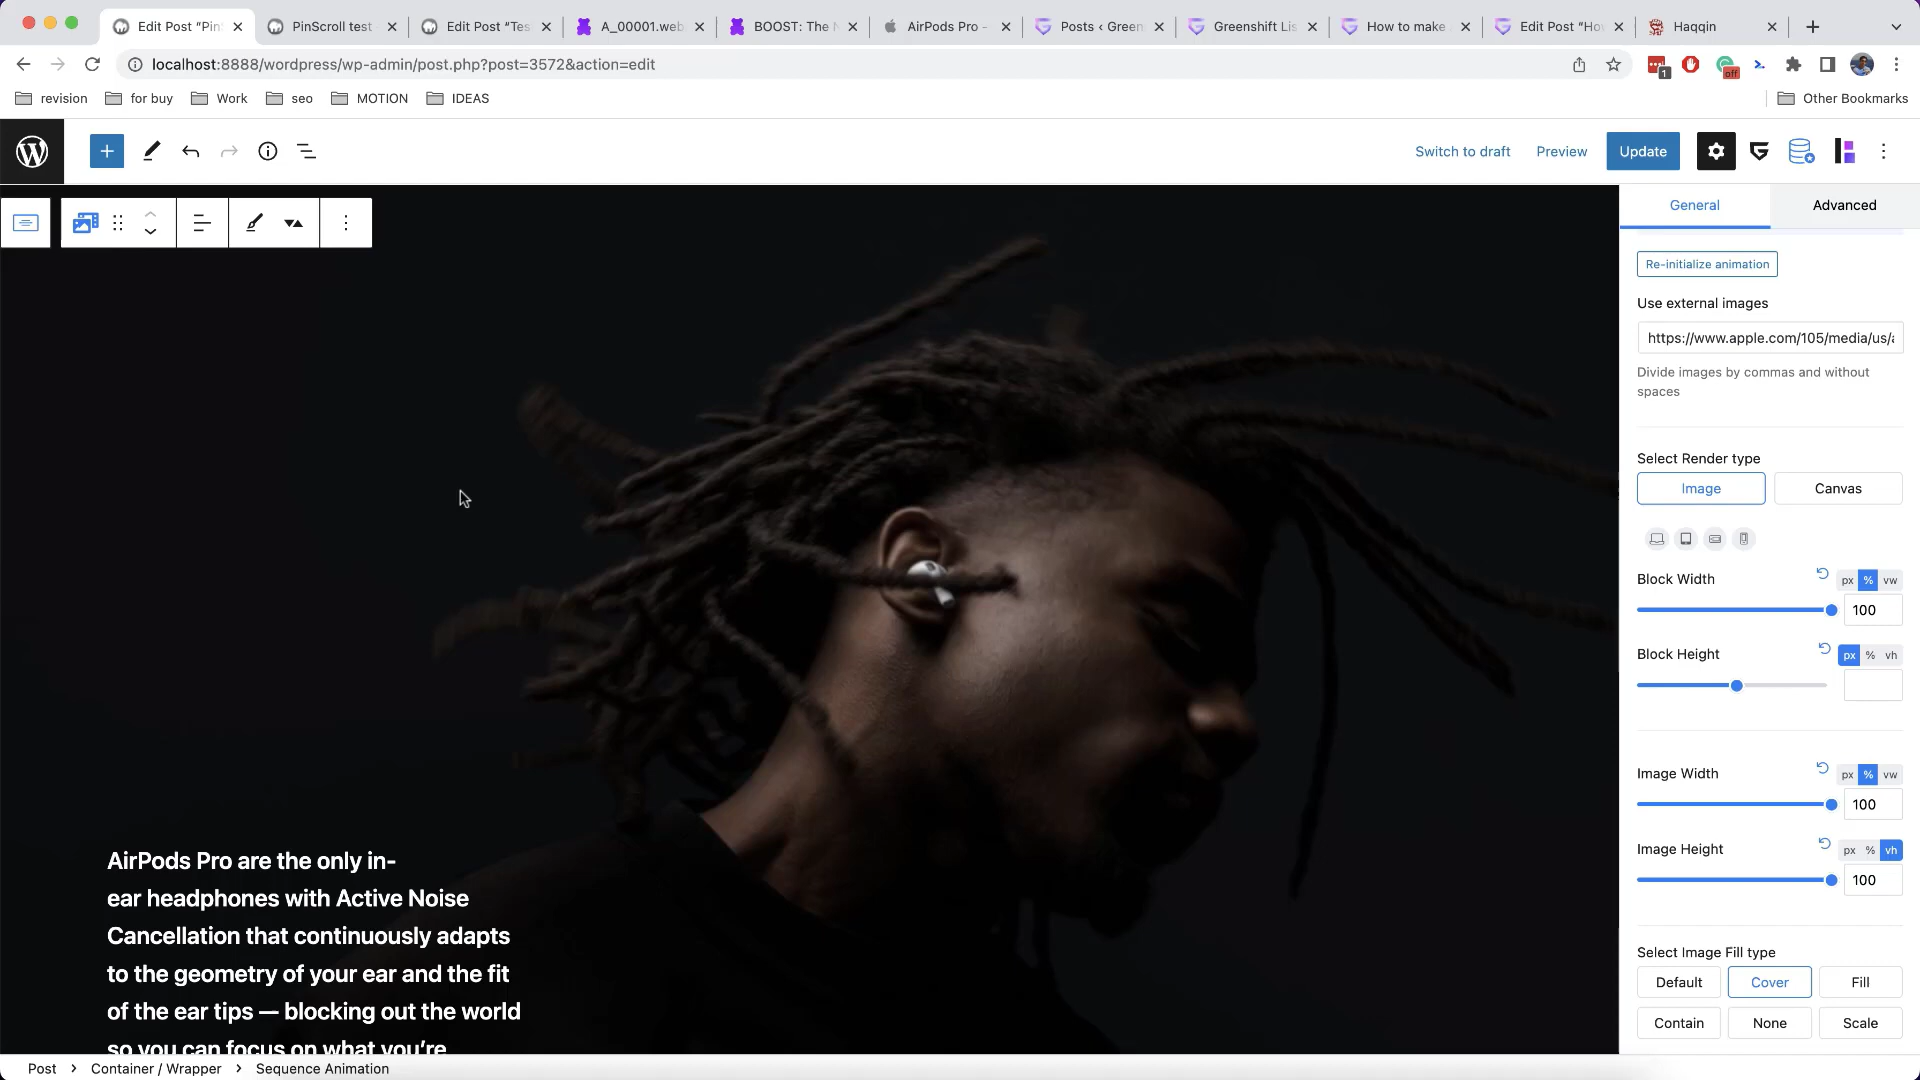 Edit Post “Pin
PinScroll test
Edit Post “Tes
A_00001.web
BOOST: The N
AirPods Pro -
Posts ‹ Green
Greenshift Lis
How to make
Edit Post “Ho
Haqqin
localhost:8888/wordpress/wp-admin/post.php?post=3572&action=edit
1
off
revision
for buy
Work
seo
MOTION
IDEAS
Other Bookmarks
Switch to draft
Preview
Update
General
Advanced
Re-initialize animation
Use external images
https://www.apple.com/105/media/us/a
Divide images by commas and without
spaces
Select Render type
Image
Canvas
Block Width
px
%
vw
100
Block Height
px
%
vh
Image Width
px
%
vw
100
Image Height
px
%
vh
100
Select Image Fill type
Default
Cover
Fill
Contain
None
Scale
AirPods Pro are the only in-
ear headphones with Active Noise
Cancellation that continuously adapts
to the geometry of your ear and the fit
of the ear tips — blocking out the world
so you can focus on what you’re
Post
Container / Wrapper
Sequence Animation